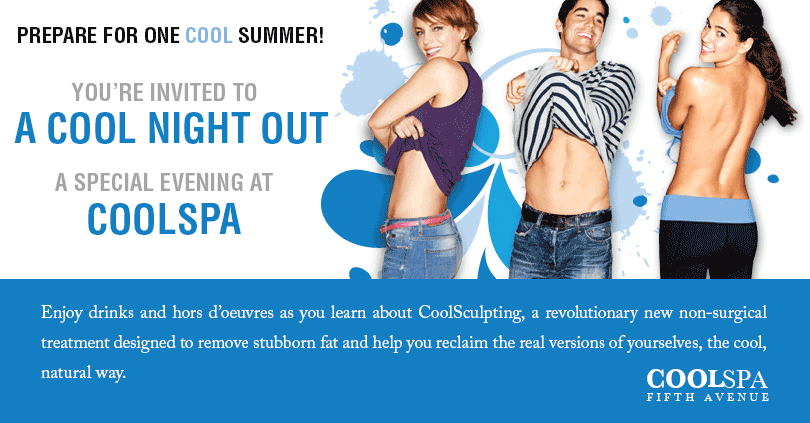 PREPARE FOR ONE COOL SUMMER!
YOU’RE INVITED TO
A COOL NIGHT OUT
A SPECIAL EVENING AT
COOLSPA
Enjoy drinks and hors d’oeuvres as you learn about CoolSculpting, a revolutionary new non-surgical
treatment designed to remove stubborn fat and help you reclaim the real versions of yourselves, the cool,
natural way.
COOLSPA
FIFTH AVENUE